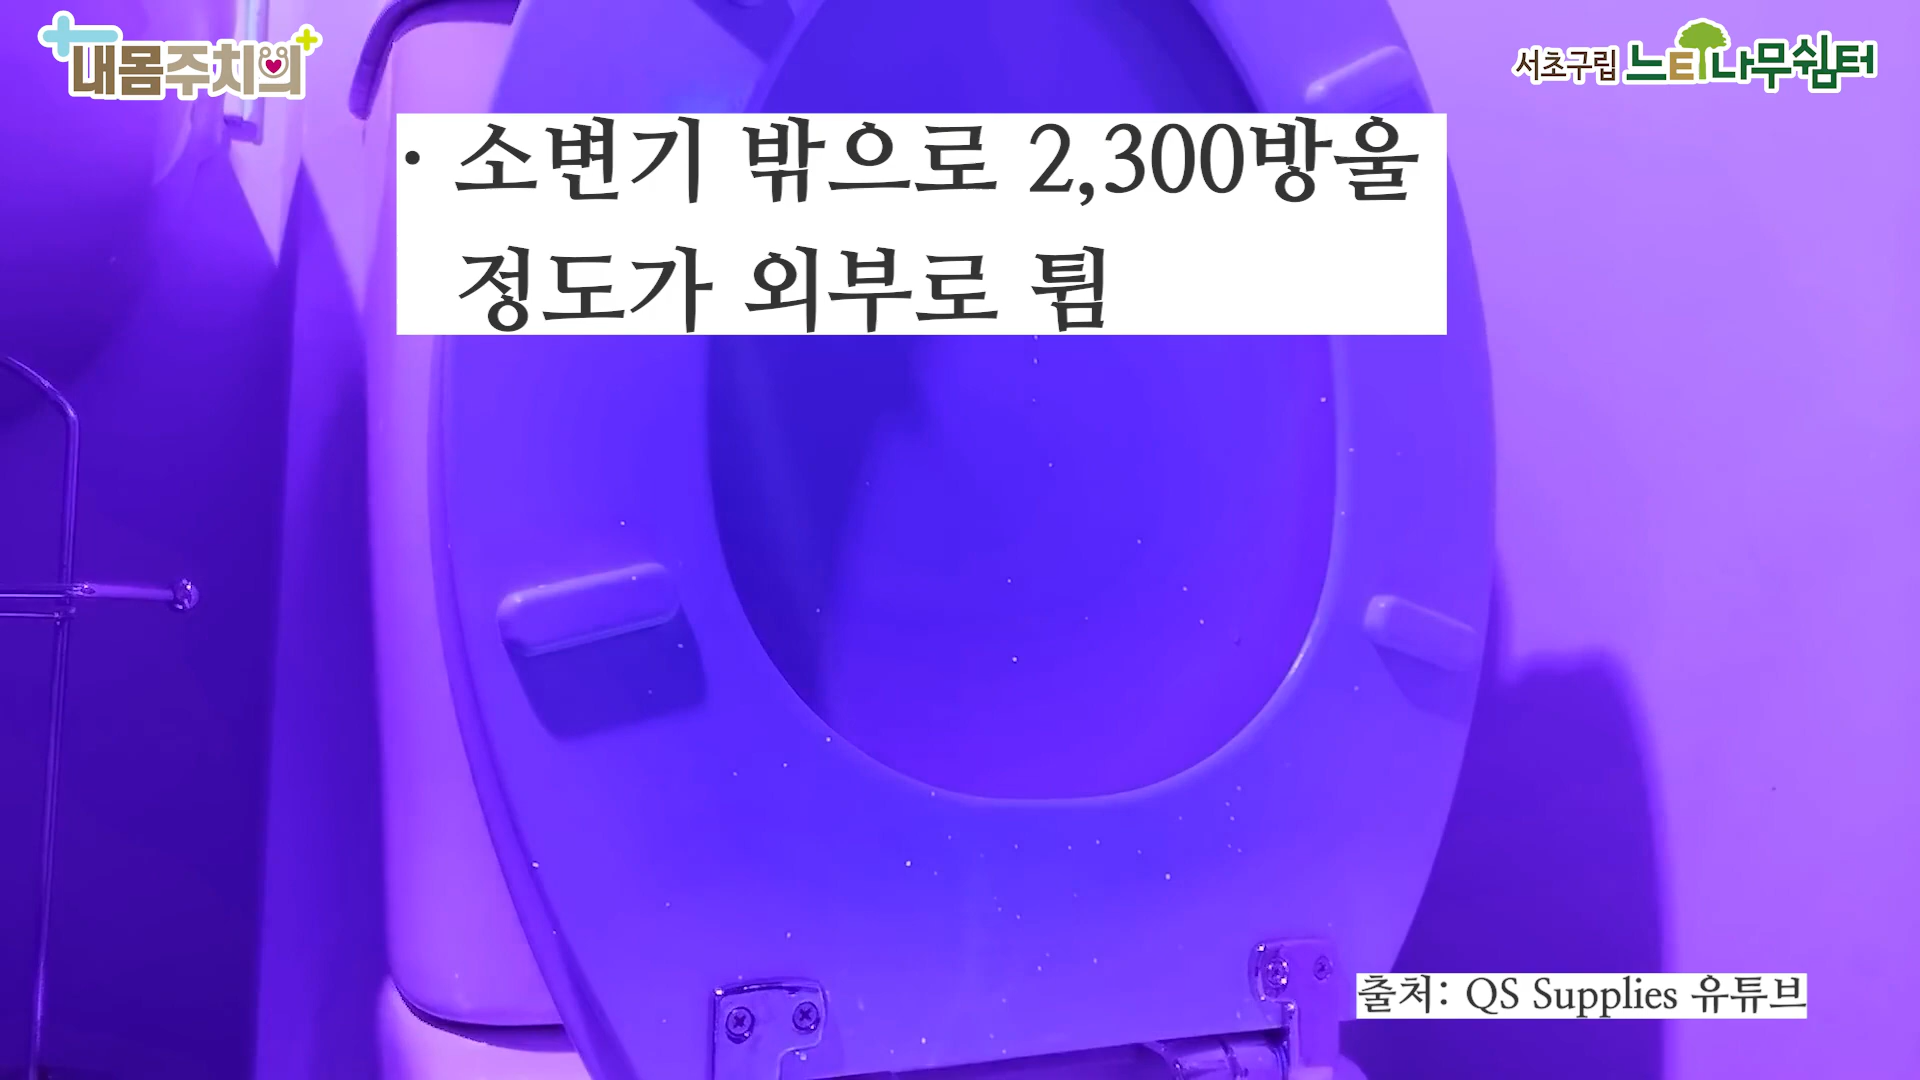 내몸주치의
서초구립 느티나무쉼터
· 소변기 밖으로 2,300방울
정도가 외부로 튐
출처: QS Supplies 유튜브